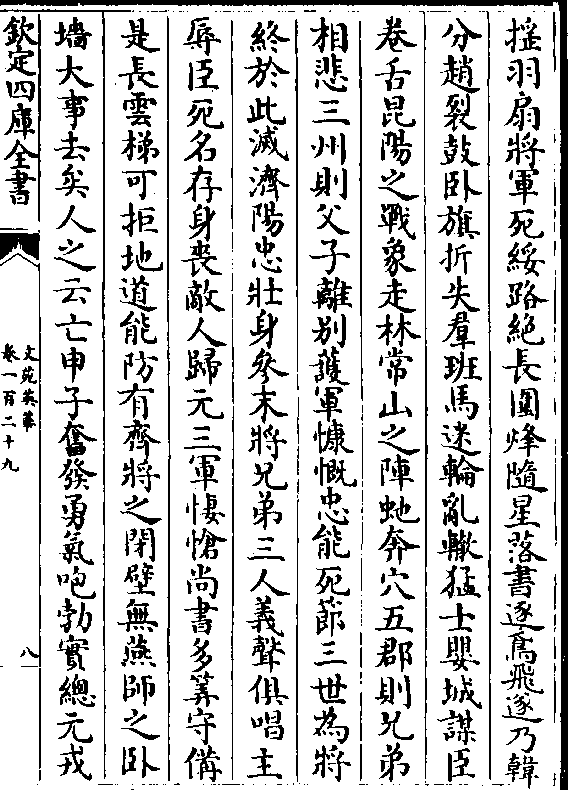 摇羽扇將軍死綏路絶長圍烽隨星落書逐鳶飛遂乃韓
分趙裂鼓卧旗折失羣班馬迷輪亂轍猛士嬰城謀臣
卷舌昆陽之戰象走林常山之陣虵奔穴五郡則兄弟
相悲三州則父子離别護軍慷慨忠能死節三世為將
終於此滅濟陽忠壯身參末將兄弟三人義聲俱唱主
辱臣死名存身喪敵人歸元三軍悽愴尚書多算守備
是長雲梯可拒地道能防有齊將之閉壁無燕師之卧
墻大事去矣人之云亡申子奮發勇氣咆勃實總元戎
欽定四庫全書
文苑英華
卷一百二十九
八